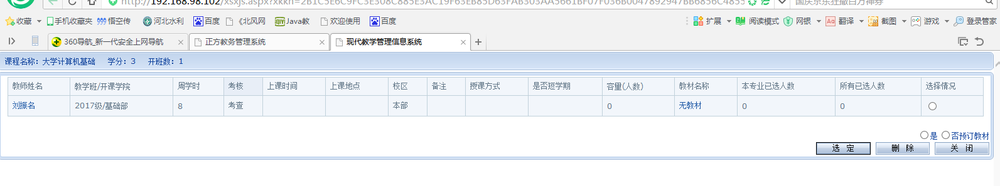 http://192.168.98.102/xsxjs.aspx?xkkh=2B1C5E6C9FC3E308C885E3AC19F63EB85D63FAB303AA5661BF07F036B0047892947BB6856C4855
国庆京东狂撒百万神券
收藏 手机收藏夹 悟空传 河北水利 百度 《北风网 Java教 欢迎使用 百度 扩展 阅读模式 网银 翻译 截图 游戏 登录管家
360导航_新一代安全上网导航 正方教务管理系统 现代教学管理信息系统
课程名称：大学计算机基础 学分：3 开班数：1
教师姓名 教学班/开课学院 周学时 考核 上课时间 上课地点 校区 备注 授课方式 是否短学期 容量(人数) 教材名称 本专业已选人数 所有已选人数 选择情况
刘振名 2017级/基础部 8 考查 本部 0 无教材 0 0
是 否预订教材
选 定 删 除 关 闭